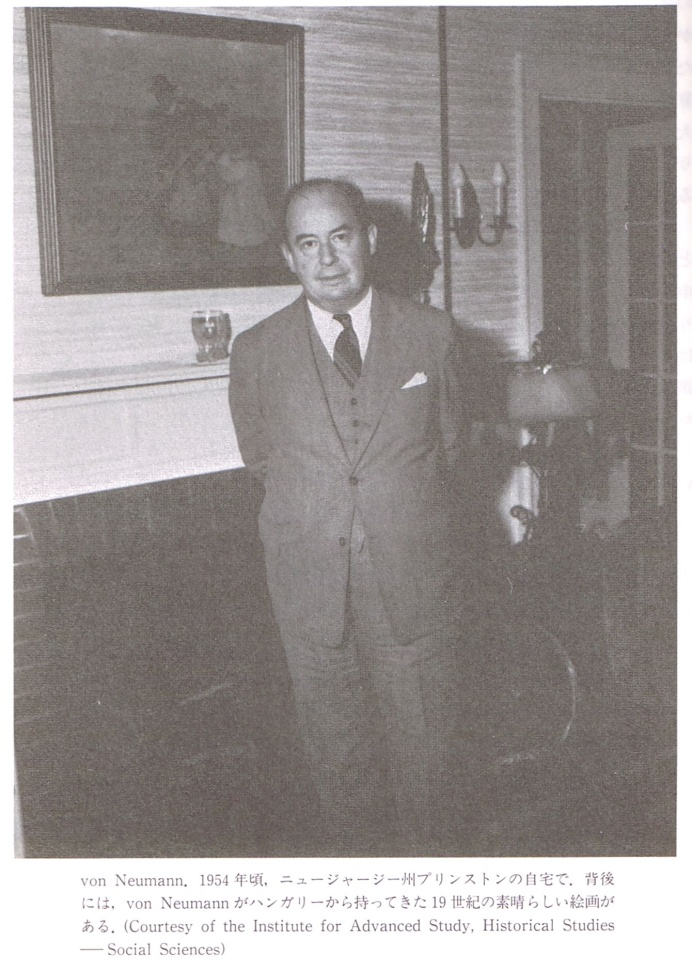 von Neumann．1954 年頃，ニュージャージー州プリンストンの自宅で．背後
には，von Neumann がハンガリーから持ってきた 19 世紀の素晴らしい絵画が
ある．(Courtesy of the Institute for Advanced Study, Historical Studies
— Social Sciences)